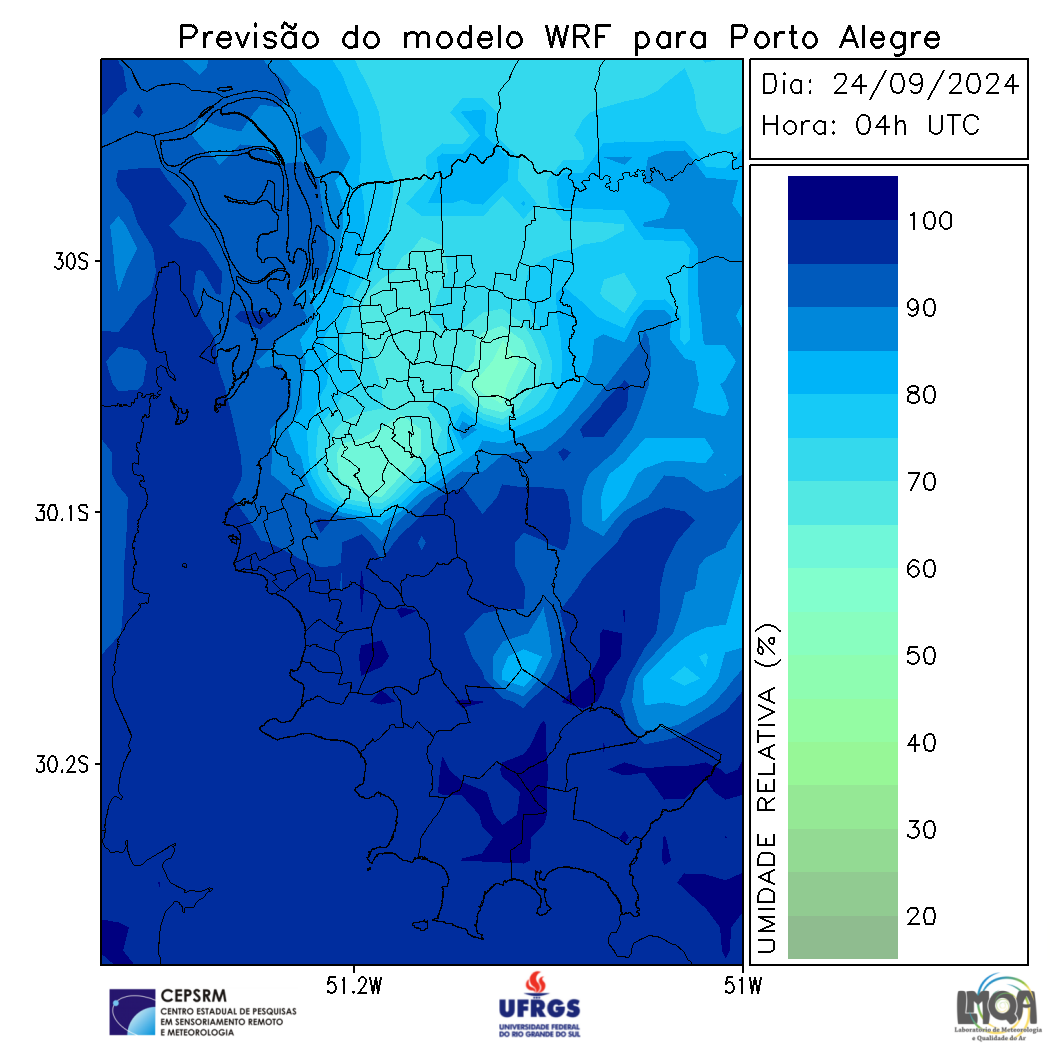 Previsão do modelo WRF para Porto Alegre
Dia: 24/09/2024
Hora: 04h UTC
100
90
80
70
60
50
40
30
20
UMIDADE RELATIVA (%)
30S
30.1S
30.2S
51.2W
51W
CEPSRM
CENTRO ESTADUAL DE PESQUISAS
EM SENSORIAMENTO REMOTO
E METEOROLOGIA
UFRGS
UNIVERSIDADE FEDERAL
DO RIO GRANDE DO SUL
LMQA
Laboratório de Meteorologia
e Qualidade do Ar